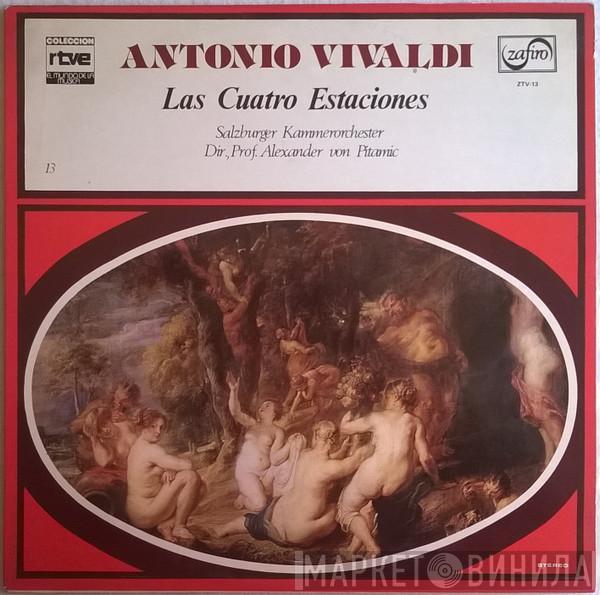 COLECCION
rtve
EL MUNDO DE LA
MUSICA
ANTONIO VIVALDI
zafiro
ZTV-13
Las Cuatro Estaciones
Salzburger Kammerorchester
Dir., Prof. Alexander von Pitamic
13
STEREO
МАРКЕТ ВИНИЛА